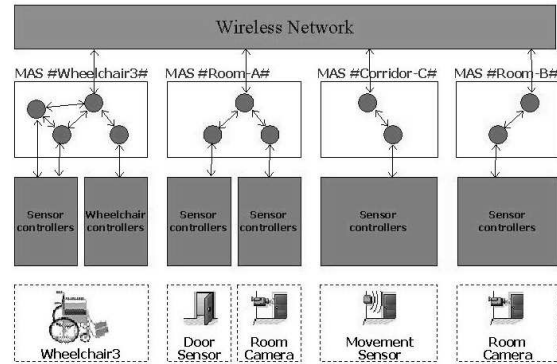 Wireless Network
MAS #Wheelchair3#
MAS #Room-A#
MAS #Corridor-C#
MAS #Room-B#
Sensor
controllers
Wheelchair
controllers
Sensor
controllers
Sensor
controllers
Sensor
controllers
Sensor
controllers
Wheelchair3
Door
Sensor
Room
Camera
Movement
Sensor
Room
Camera